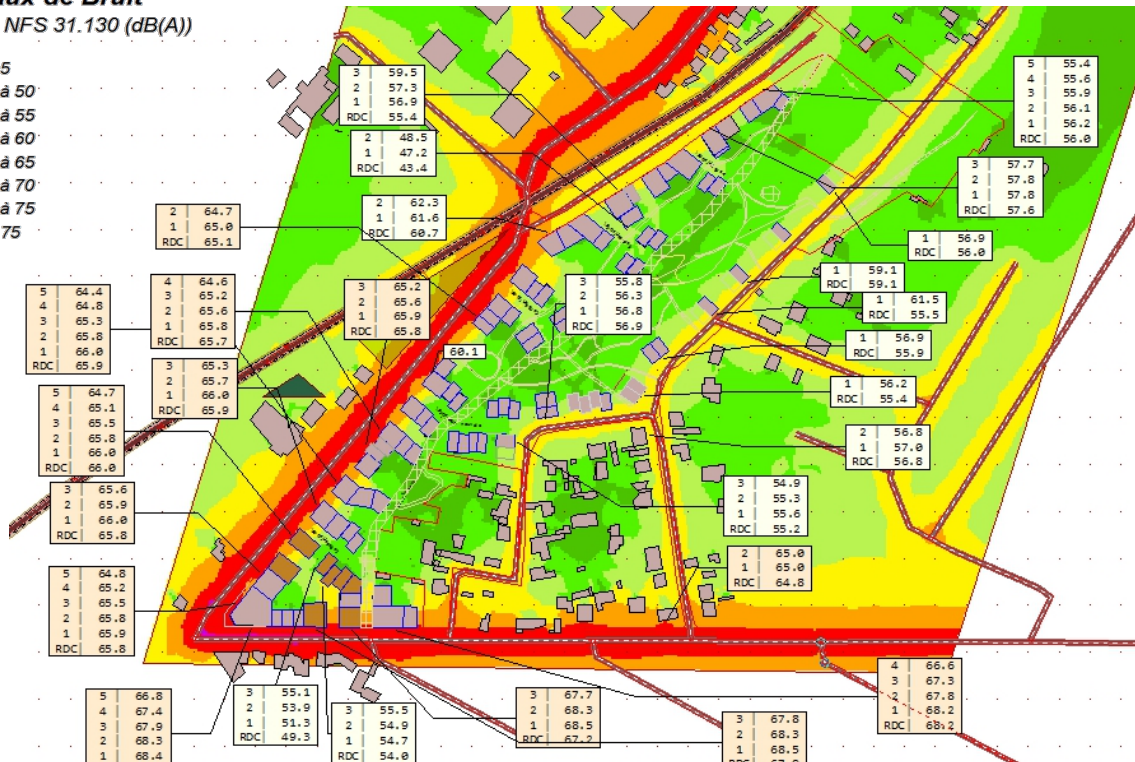 aux de Bruit
NFS 31.130 (dB(A))
5
à 50
à 55
à 60
à 65
à 70
à 75
75
3 | 59.5
2 | 57.3
1 | 56.9
RDC| 55.4
2 | 48.5
1 | 47.2
RDC| 43.4
2 | 62.3
1 | 61.6
RDC| 60.7
2 | 64.7
1 | 65.0
RDC| 65.1
5 | 55.4
4 | 55.6
3 | 55.9
2 | 56.1
1 | 56.2
RDC| 56.0
3 | 57.7
2 | 57.8
1 | 57.8
RDC| 57.6
1 | 56.9
RDC| 56.0
1 | 59.1
RDC| 59.1
1 | 61.5
RDC| 55.5
1 | 56.9
RDC| 55.9
1 | 56.2
RDC| 55.4
2 | 56.8
1 | 57.0
RDC| 56.8
5 | 64.4
4 | 64.8
3 | 65.3
2 | 65.8
1 | 66.0
RDC| 65.9
4 | 64.6
3 | 65.2
2 | 65.6
1 | 65.8
RDC| 65.7
3 | 65.2
2 | 65.6
1 | 65.9
RDC| 65.8
3 | 55.8
2 | 56.3
1 | 56.8
RDC| 56.9
60.1
3 | 65.3
2 | 65.7
1 | 66.0
RDC| 65.9
5 | 64.7
4 | 65.1
3 | 65.5
2 | 65.8
1 | 66.0
RDC| 66.0
3 | 65.6
2 | 65.9
1 | 66.0
RDC| 65.8
3 | 54.9
2 | 55.3
1 | 55.6
RDC| 55.2
2 | 65.0
1 | 65.0
RDC| 64.8
5 | 64.8
4 | 65.2
3 | 65.5
2 | 65.8
1 | 65.9
RDC| 65.8
5 | 66.8
4 | 67.4
3 | 67.9
2 | 68.3
1 | 68.4
3 | 55.1
2 | 53.9
1 | 51.3
RDC| 49.3
3 | 55.5
2 | 54.9
1 | 54.7
RDC| 54.0
3 | 67.7
2 | 68.1
1 | 68.5
RDC| 67.2
3 | 67.8
2 | 68.3
1 | 68.5
4 | 66.6
3 | 67.3
2 | 67.8
1 | 68.2
RDC| 68.2